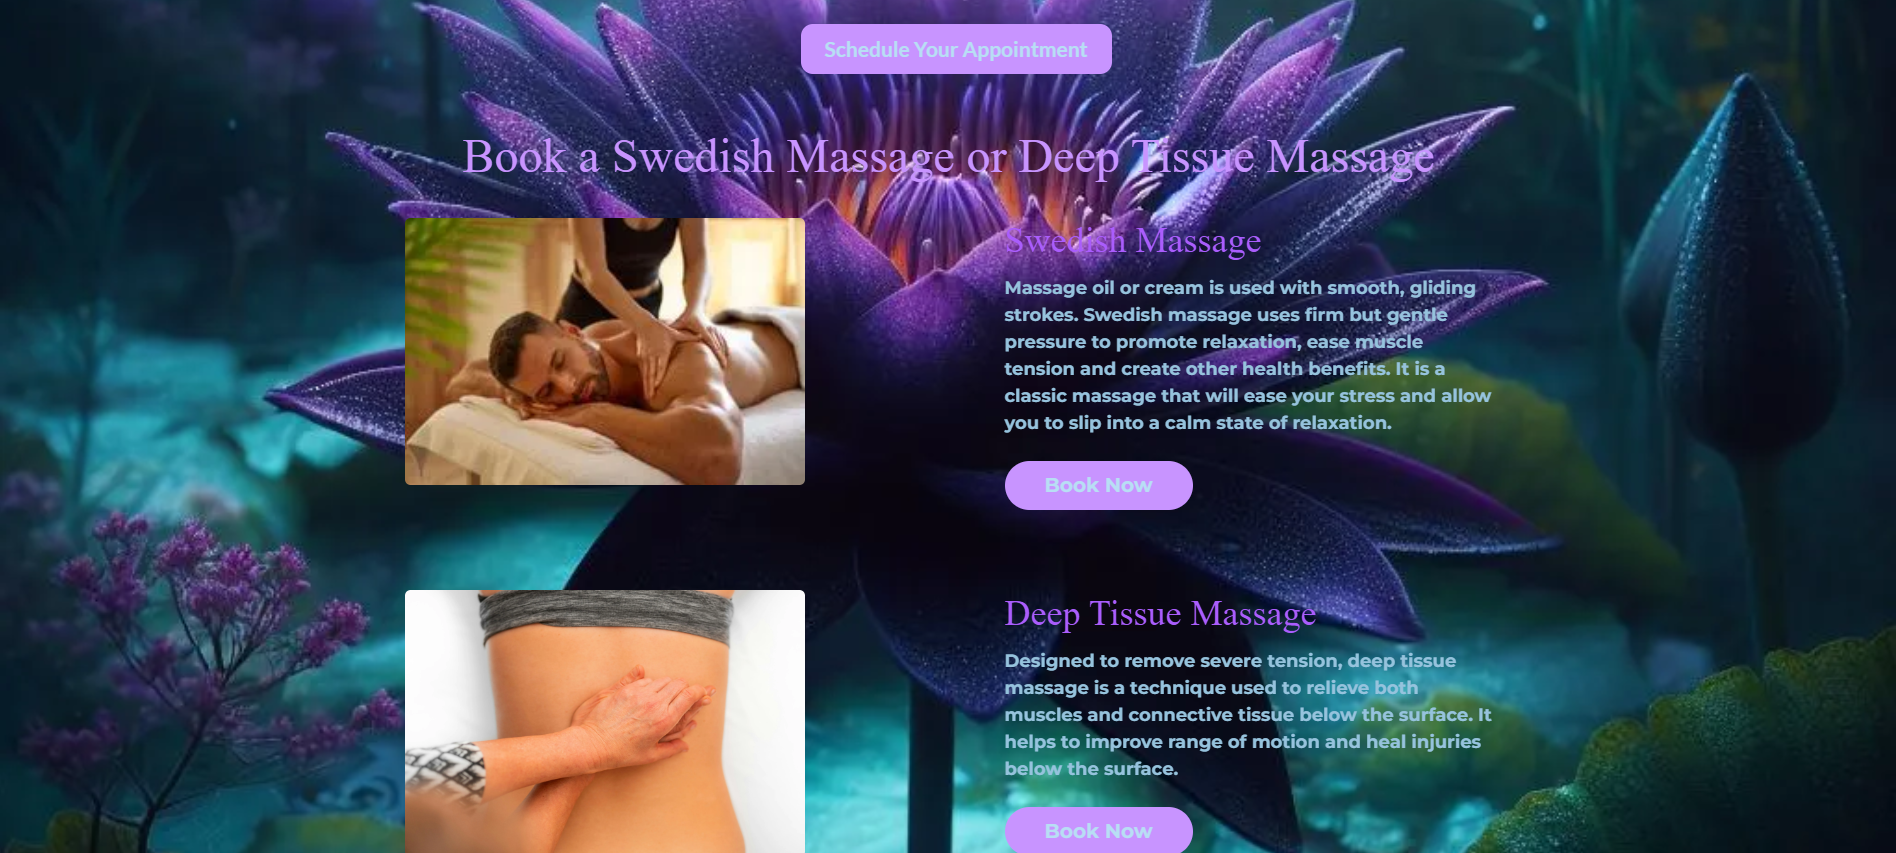 Schedule Your Appointment
Book a Swedish Massage or Deep Tissue Massage
Swedish Massage
Massage oil or cream is used with smooth, gliding
strokes. Swedish massage uses firm but gentle
pressure to promote relaxation, ease muscle
tension and create other health benefits. It is a
classic massage that will ease your stress and allow
you to slip into a calm state of relaxation.
Book Now
Deep Tissue Massage
Designed to remove severe tension, deep tissue
massage is a technique used to relieve both
muscles and connective tissue below the surface. It
helps to improve range of motion and heal injuries
below the surface.
Book Now